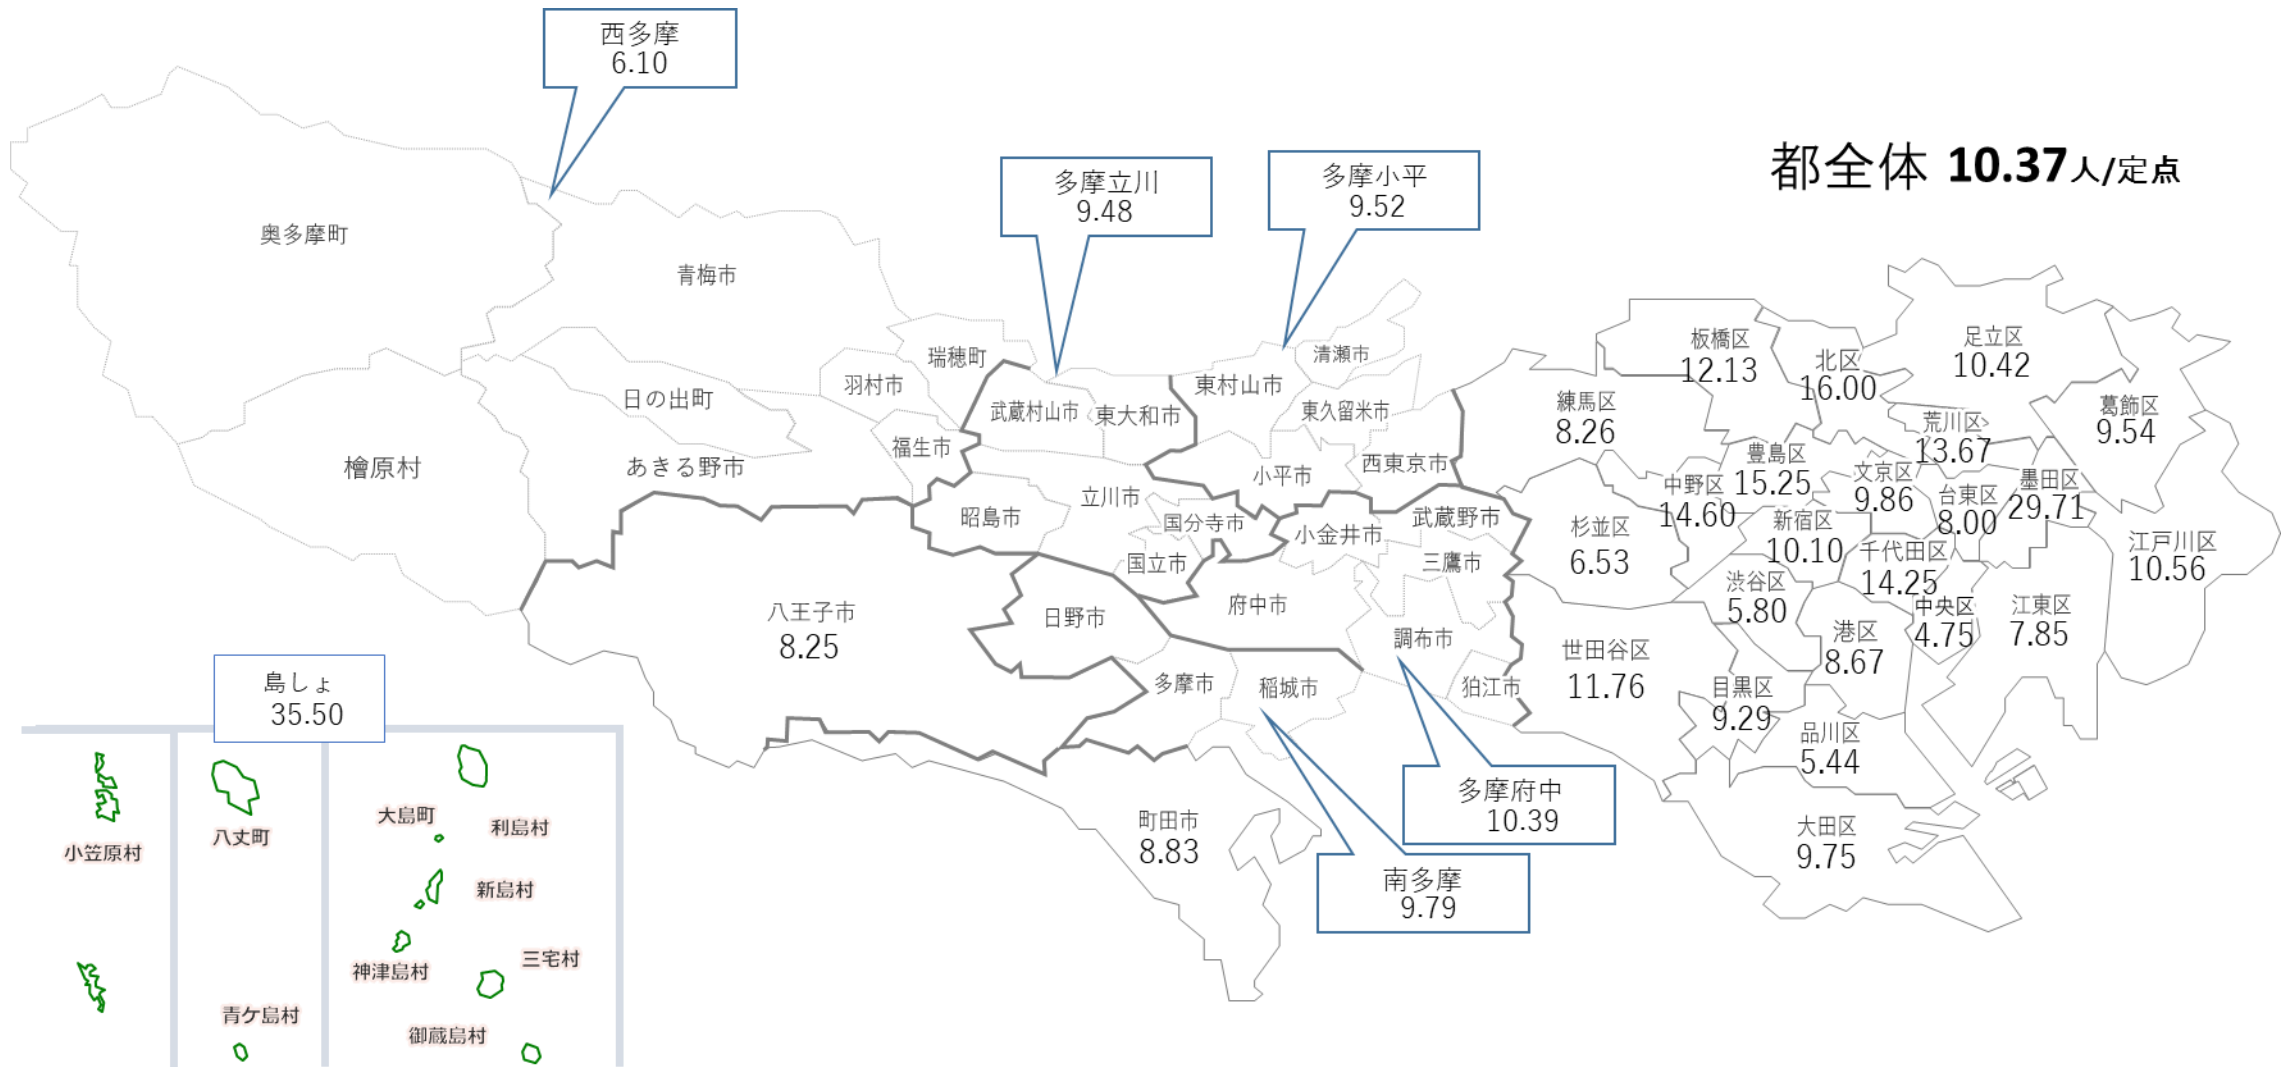 西多摩
6.10
多摩立川
9.48
多摩小平
9.52
都全体 10.37人/定点
奥多摩町
青梅市
瑞穂町
羽村市
日の出町
福生市
あきる野市
檜原村
武蔵村山市
東大和市
東村山市
清瀬市
東久留米市
小平市
西東京市
立川市
昭島市
国分寺市
国立市
小金井市
武蔵野市
三鷹市
府中市
調布市
狛江市
八王子市
8.25
日野市
多摩市
稲城市
町田市
8.83
多摩府中
10.39
南多摩
9.79
板橋区
12.13
北区
16.00
足立区
10.42
練馬区
8.26
荒川区
13.67
葛飾区
9.54
豊島区
15.25
文京区
9.86
台東区
8.00
墨田区
29.71
中野区
14.60
杉並区
6.53
新宿区
10.10
千代田区
14.25
江戸川区
10.56
渋谷区
5.80
中央区
4.75
江東区
7.85
港区
8.67
世田谷区
11.76
目黒区
9.29
品川区
5.44
大田区
9.75
島しょ
35.50
小笠原村
八丈町
青ケ島村
大島町
利島村
新島村
神津島村
三宅村
御蔵島村